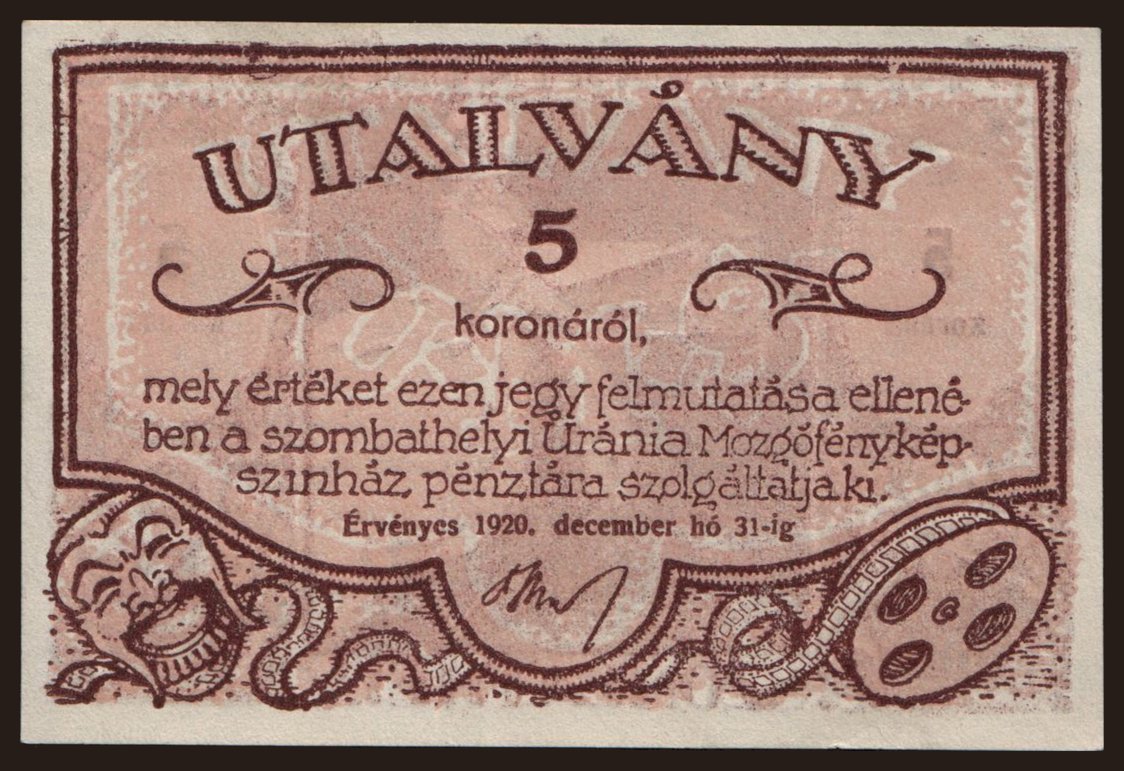 UTALVÁNY
5
koronáról,
mely értéket ezen jegy felmutatása ellené-
ben a szombathelyi Uránia Mozgófénykép-
szinház pénztára szolgáltatja ki.
Érvényes 1920. december hó 31-ig